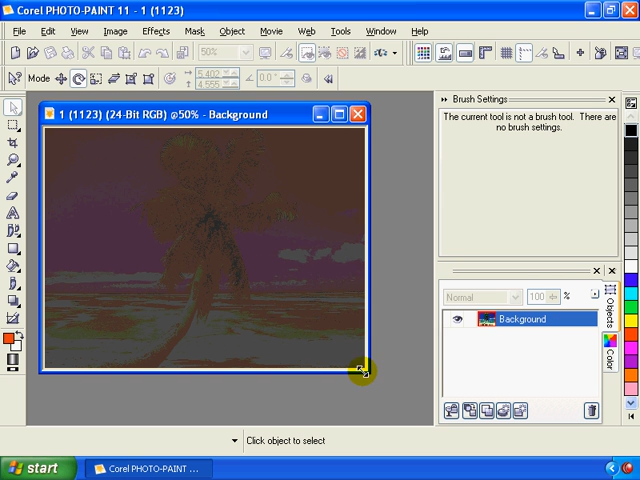 Corel PHOTO-PAINT 11 - 1 (1123)
File Edit View Image Effects Mask Object Movie Web Tools Window Help
50%
Mode 5.402 0.0 °
4.555
1 (1123) (24-Bit RGB) @50% - Background
Brush Settings
The current tool is not a brush tool. There are
no brush settings.
Normal 100 %
Background
Objects
Color
Click object to select
start Corel PHOTO-PAINT ...